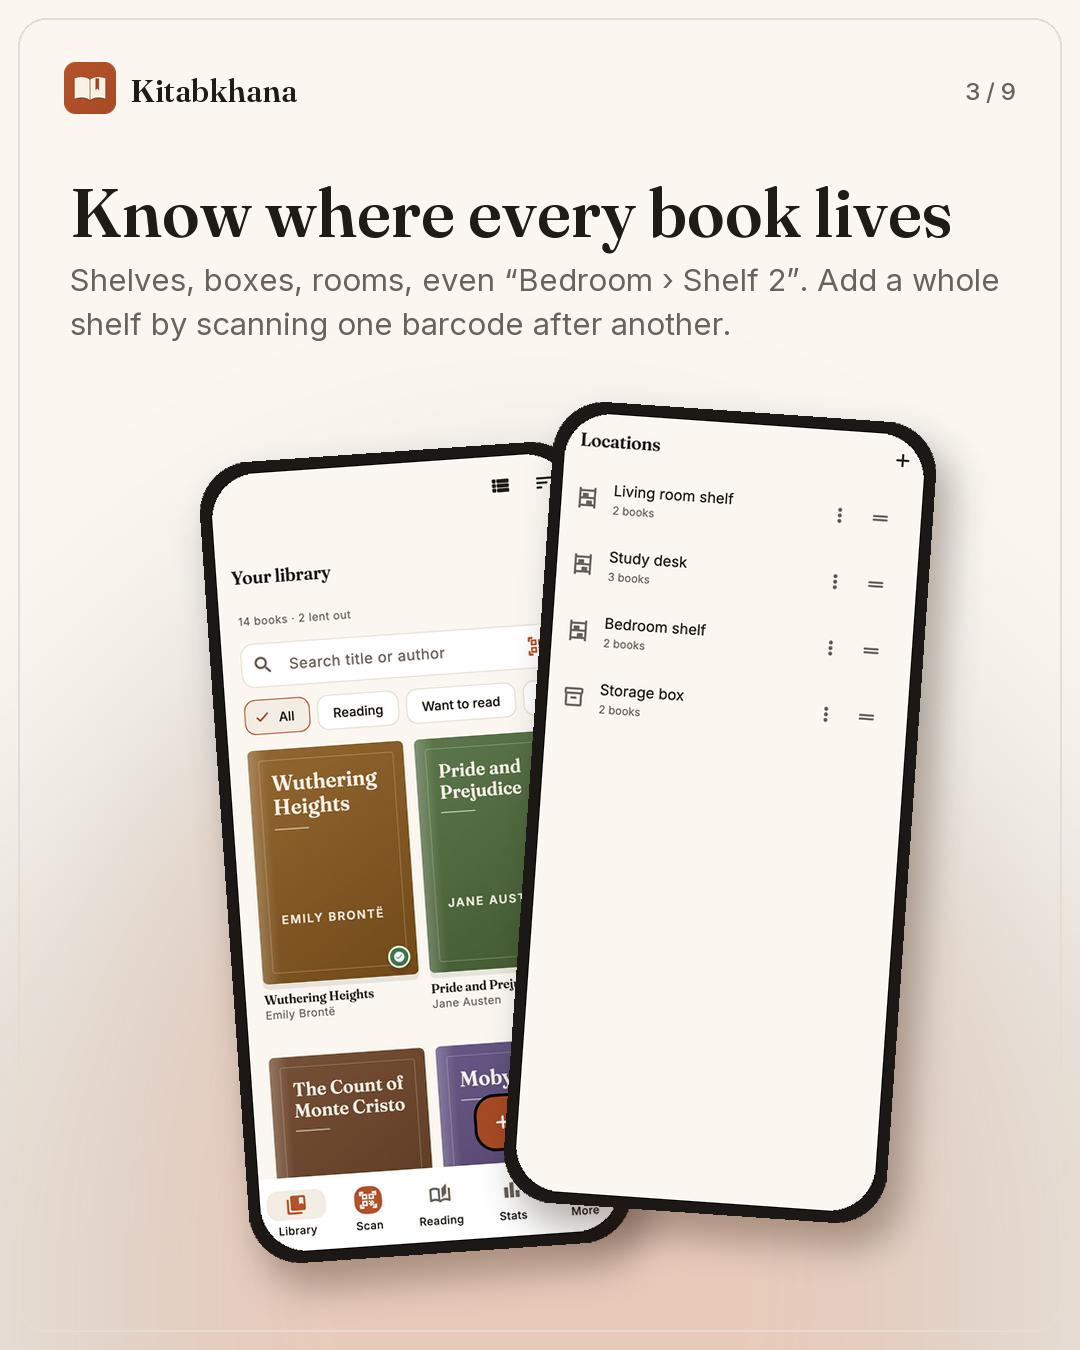 Kitabkhana
3 / 9
Know where every book lives
Shelves, boxes, rooms, even “Bedroom › Shelf 2”. Add a whole
shelf by scanning one barcode after another.
Your library
14 books · 2 lent out
Search title or author
All
Reading
Want to read
Wuthering
Heights
EMILY BRONTË
Wuthering Heights
Emily Brontë
Pride and
Prejudice
JANE
Pride and
Jane Austen
The Count of
Monte Cristo
Moby
Library
Scan
Reading
Stats
More
Locations
Living room shelf
2 books
Study desk
3 books
Bedroom shelf
2 books
Storage box
2 books